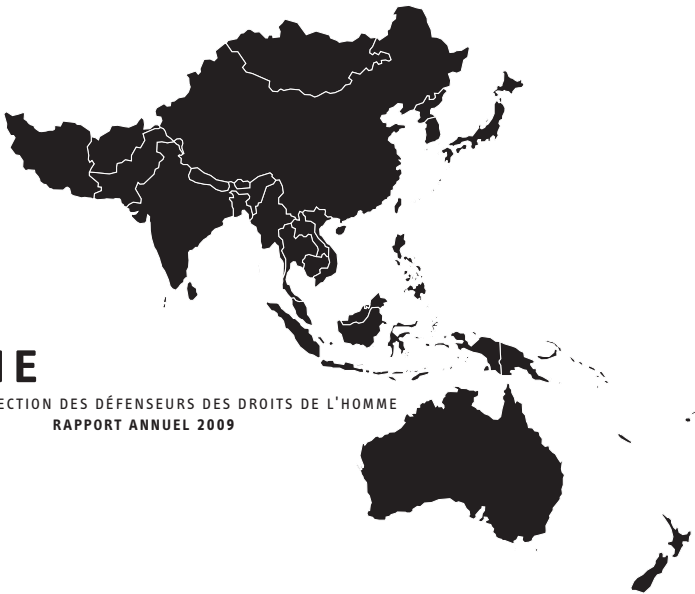 IE
ECTION DES DÉFENSEURS DES DROITS DE L'HOMME
RAPPORT ANNUEL 2009